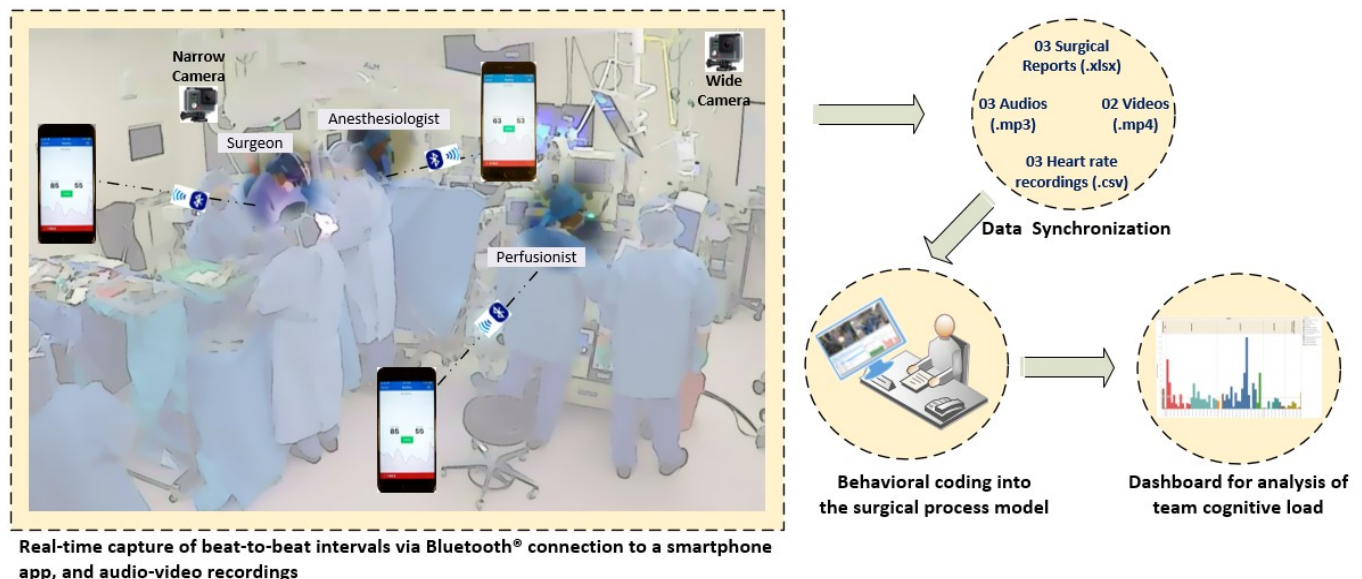 Narrow
Camera
Surgeon
Anesthesiologist
Wide
Camera
Perfusionist
85 55
63 53
85 55
Real-time capture of beat-to-beat intervals via Bluetooth® connection to a smartphone
app, and audio-video recordings
03 Surgical
Reports (.xlsx)
03 Audios
(.mp3)
02 Videos
(.mp4)
03 Heart rate
recordings (.csv)
Data Synchronization
Behavioral coding into
the surgical process model
Dashboard for analysis of
team cognitive load